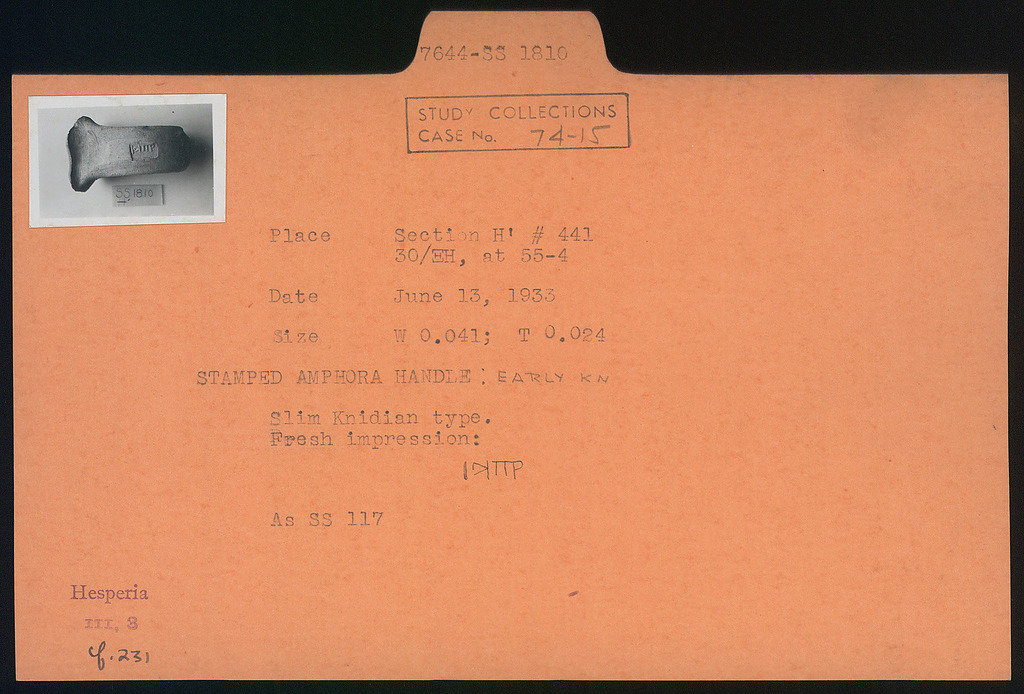 7644-SS 1810
STUDY COLLECTIONS
CASE No. 74-15
SS 1810
Place Section H' # 441
30/EH, at 55-4
Date June 13, 1933
Size W 0.041; T 0.024
STAMPED AMPHORA HANDLE: EARLY KN
Slim Knidian type.
Fresh impression:
As SS 117
Hesperia
III, 3
cf. 231